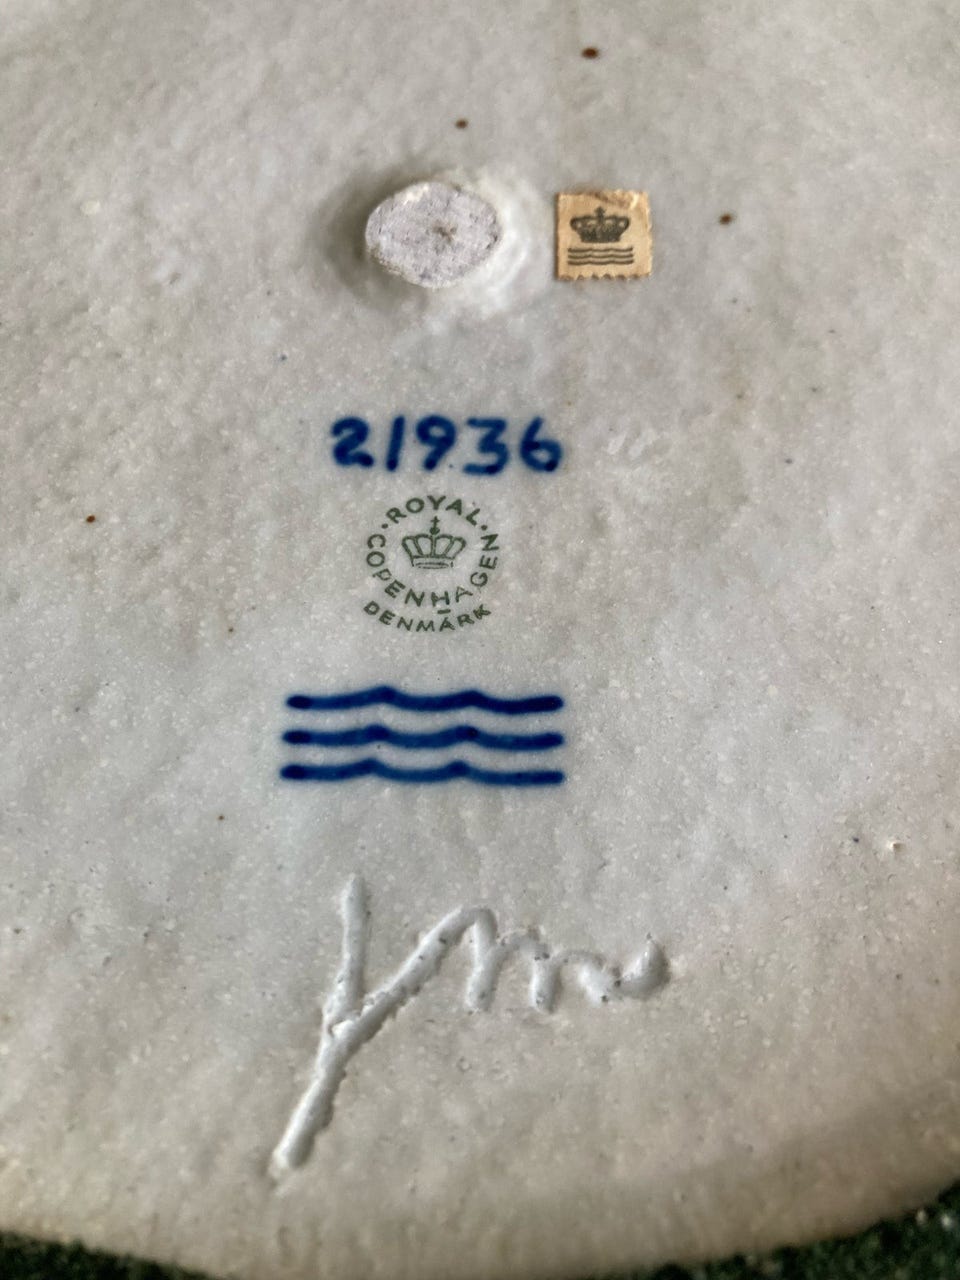 21936
ROYAL
COPENHAGEN
DENMARK